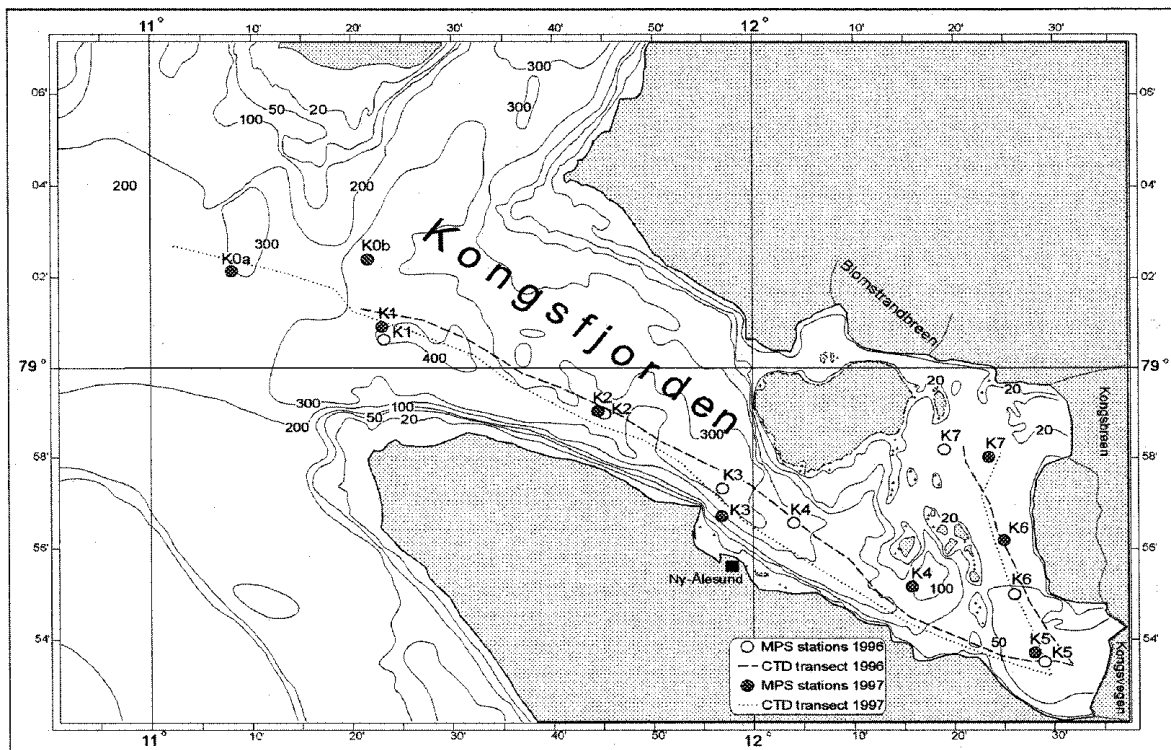 11° 10' 20' 30' 40' 50' 12° 10' 20' 30'
06' 06'
04' 04'
02' 02'
79° 79°
58' 58'
56' 56'
54' 54'
300
300
50
20
100
200
200
300
K0a
K0b
Kongsfjorden
K1
K1
400
Blomstrandbreen
Kongsbreen
300
200
100
50
20
K2
K2
300
20
20
20
K7
K7
K3
K3
K4
20
K6
K4
100
K6
Ny-Ålesund
50
K5
K5
Kongsvegen
MPS stations 1996
CTD transect 1996
MPS stations 1997
CTD transect 1997
11° 10' 20' 30' 40' 50' 12° 10' 20' 30'